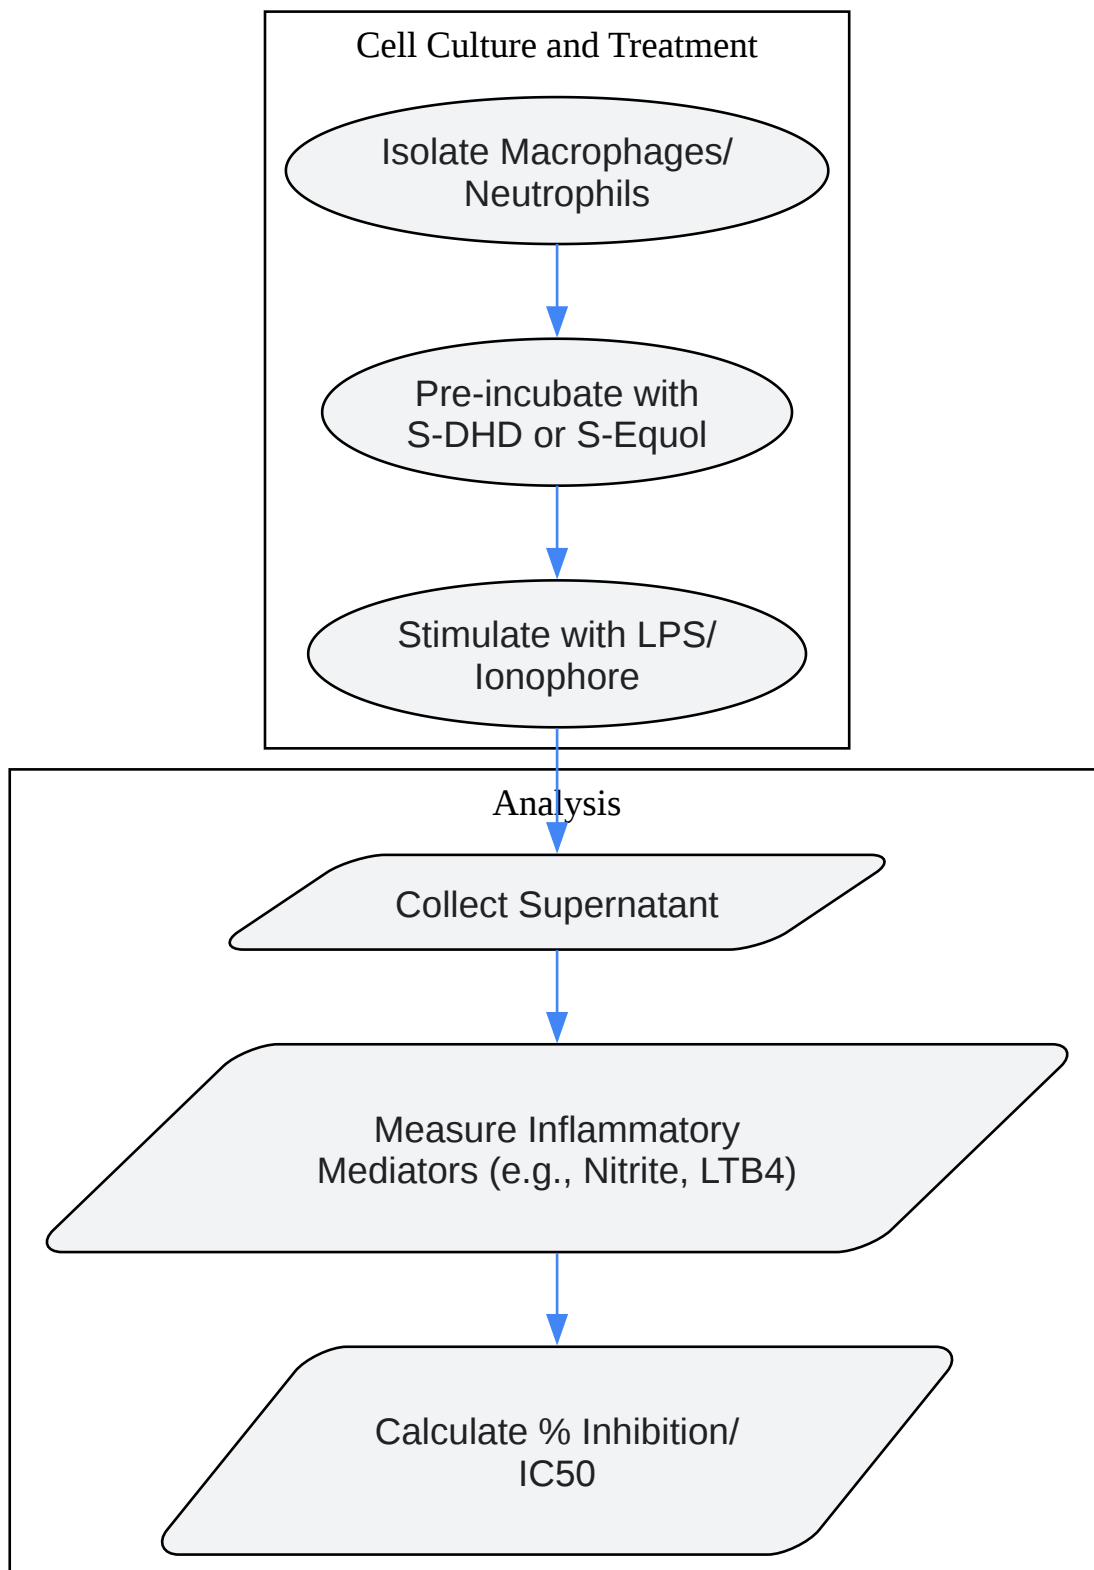 Cell Culture and Treatment
Isolate Macrophages/
Neutrophils
Pre-incubate with
S-DHD or S-Equol
Stimulate with LPS/
Ionophore
Analysis
Collect Supernatant
Measure Inflammatory
Mediators (e.g., Nitrite, LTB4)
Calculate % Inhibition/
IC50